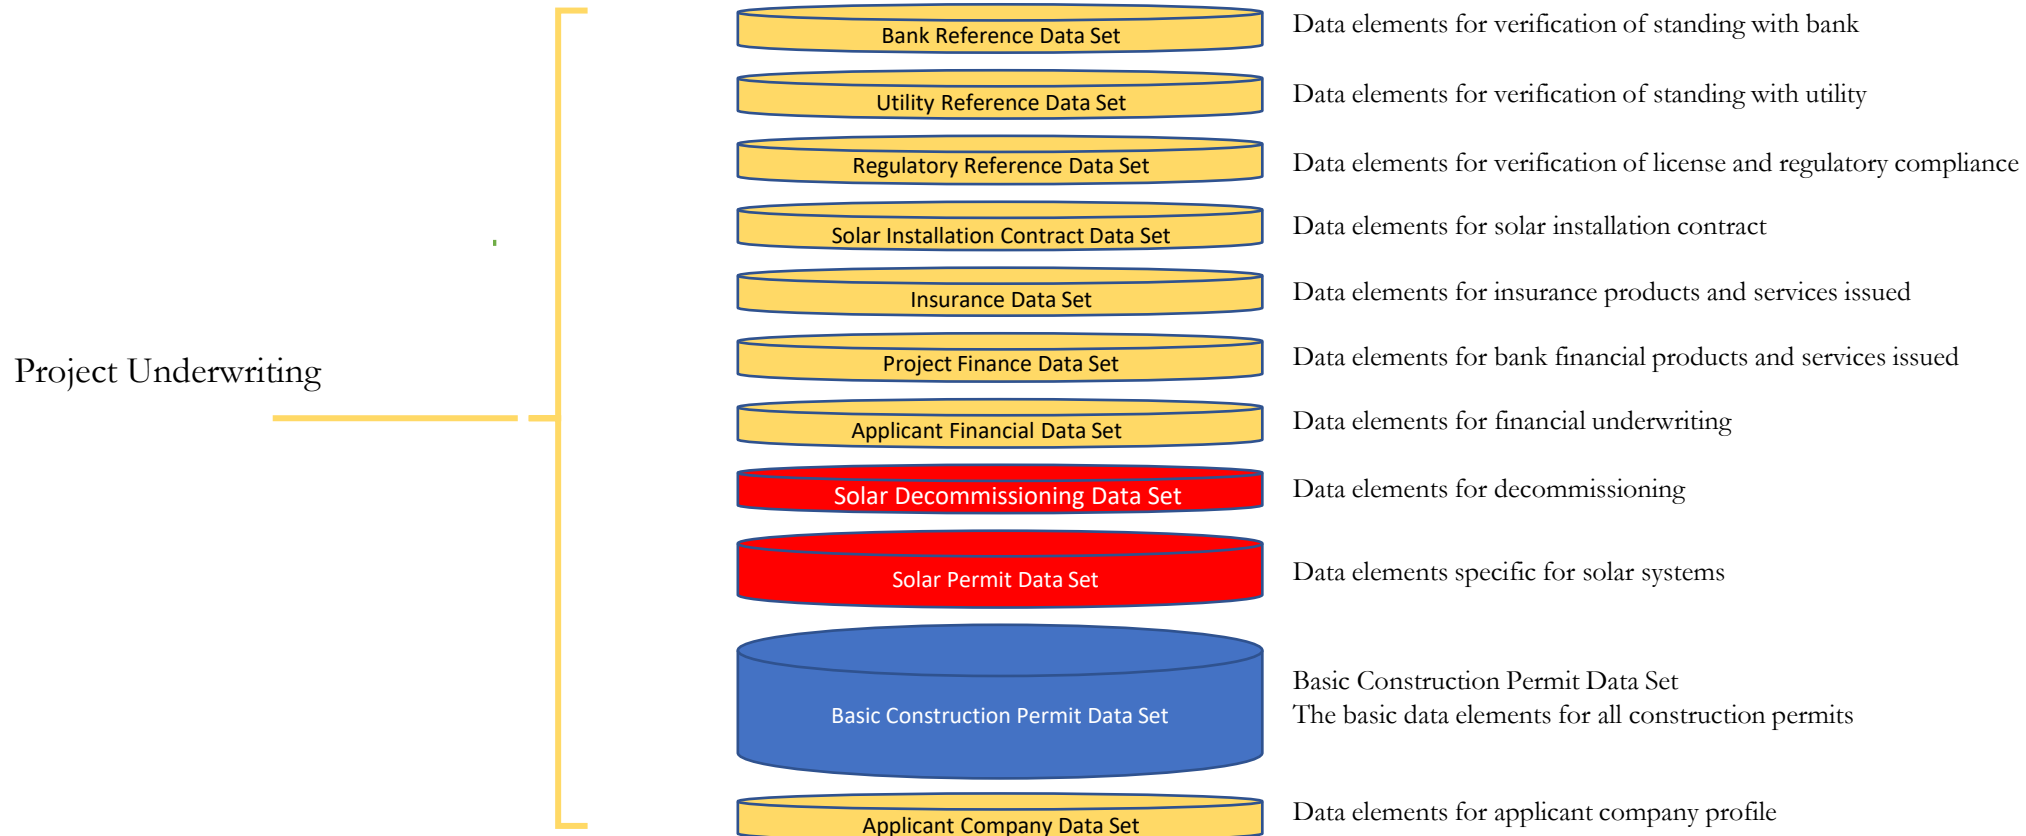 Bank Reference Data Set
Data elements for verification of standing with bank
Utility Reference Data Set
Data elements for verification of standing with utility
Regulatory Reference Data Set
Data elements for verification of license and regulatory compliance
Solar Installation Contract Data Set
Data elements for solar installation contract
Insurance Data Set
Data elements for insurance products and services issued
Project Underwriting
Project Finance Data Set
Data elements for bank financial products and services issued
Applicant Financial Data Set
Data elements for financial underwriting
Solar Decommissioning Data Set
Data elements for decommissioning
Solar Permit Data Set
Data elements specific for solar systems
Basic Construction Permit Data Set
Basic Construction Permit Data Set
The basic data elements for all construction permits
Applicant Company Data Set
Data elements for applicant company profile